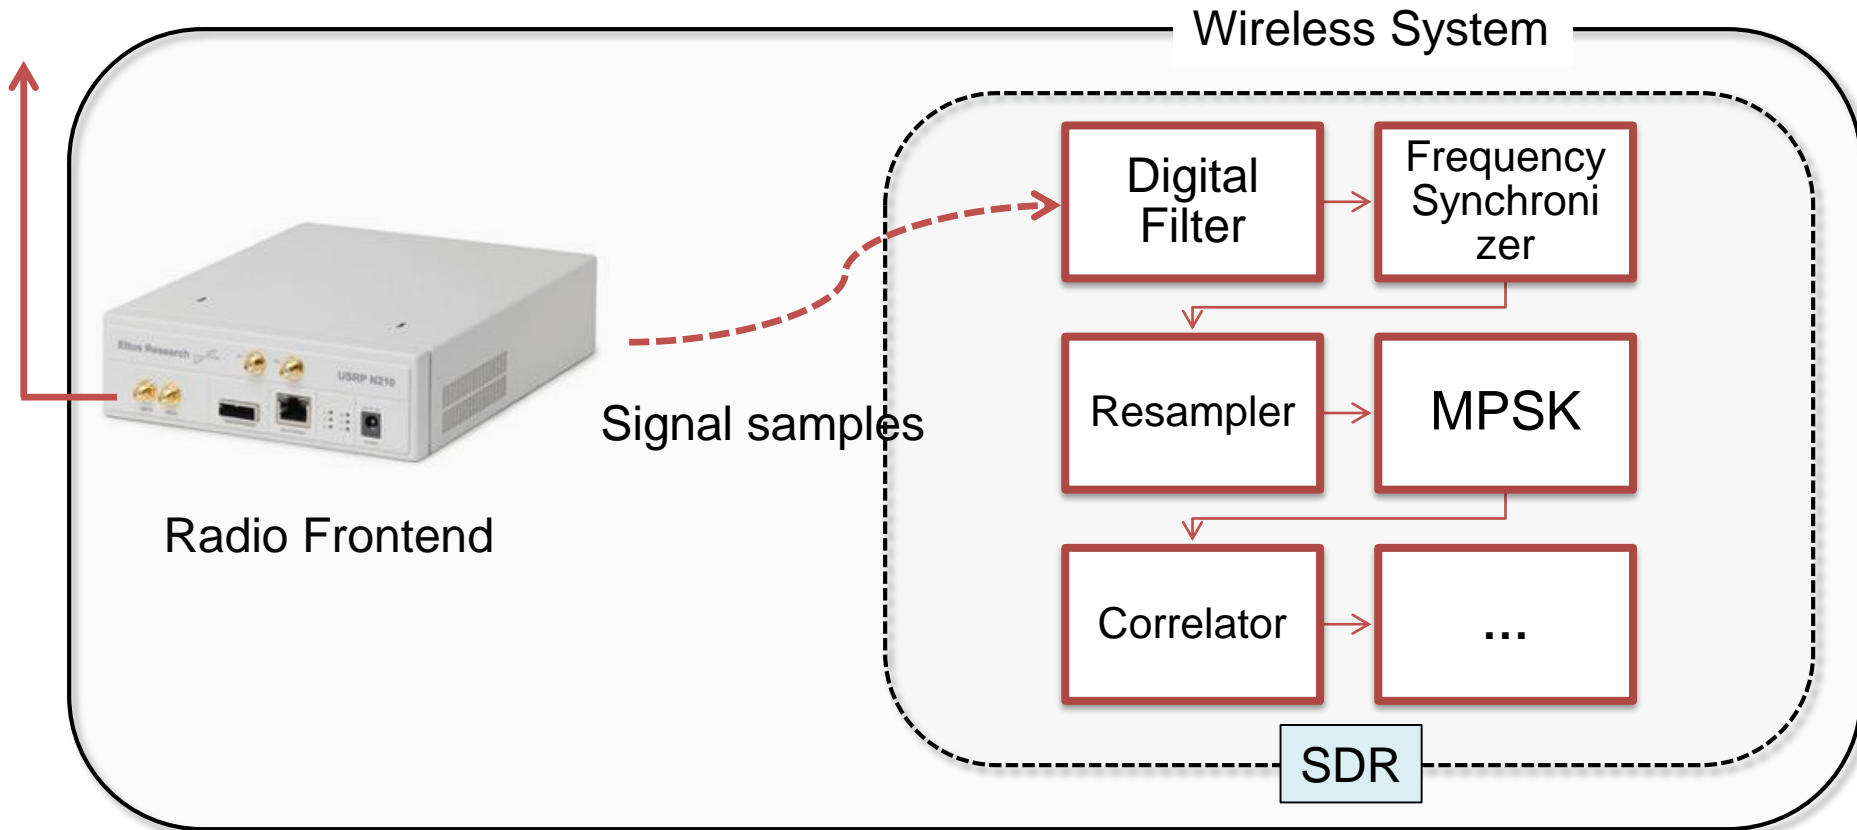 Wireless System
Digital
Filter
Frequency
Synchroni
zer
Ettus Research
USRP N210
Signal samples
Resampler
MPSK
Radio Frontend
Correlator
...
SDR